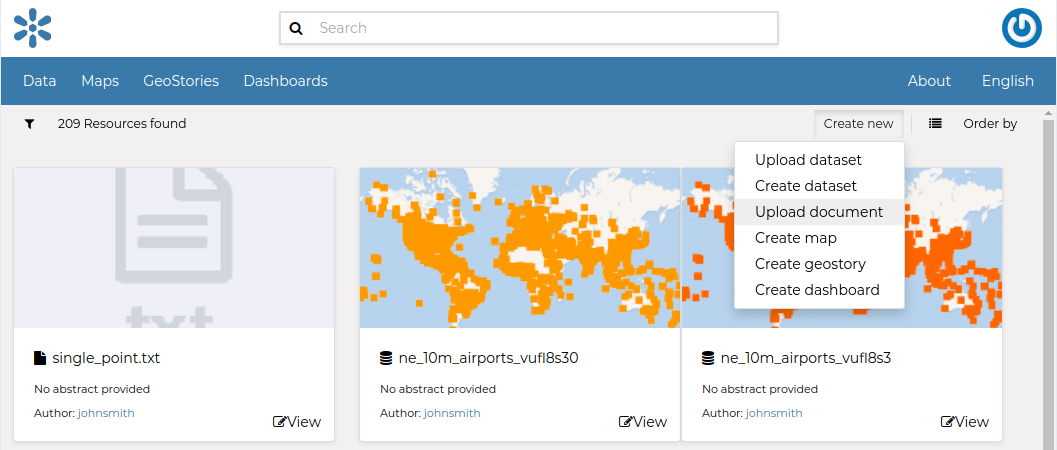 Search
Data Maps GeoStories Dashboards About English
209 Resources found Create new Order by
Upload dataset
Create dataset
Upload document
Create map
Create geostory
Create dashboard
txt
single_point.txt
No abstract provided
Author: johnsmith
View
ne_10m_airports_vufl8s30
No abstract provided
Author: johnsmith
View
ne_10m_airports_vufl8s3
No abstract provided
Author: johnsmith
View